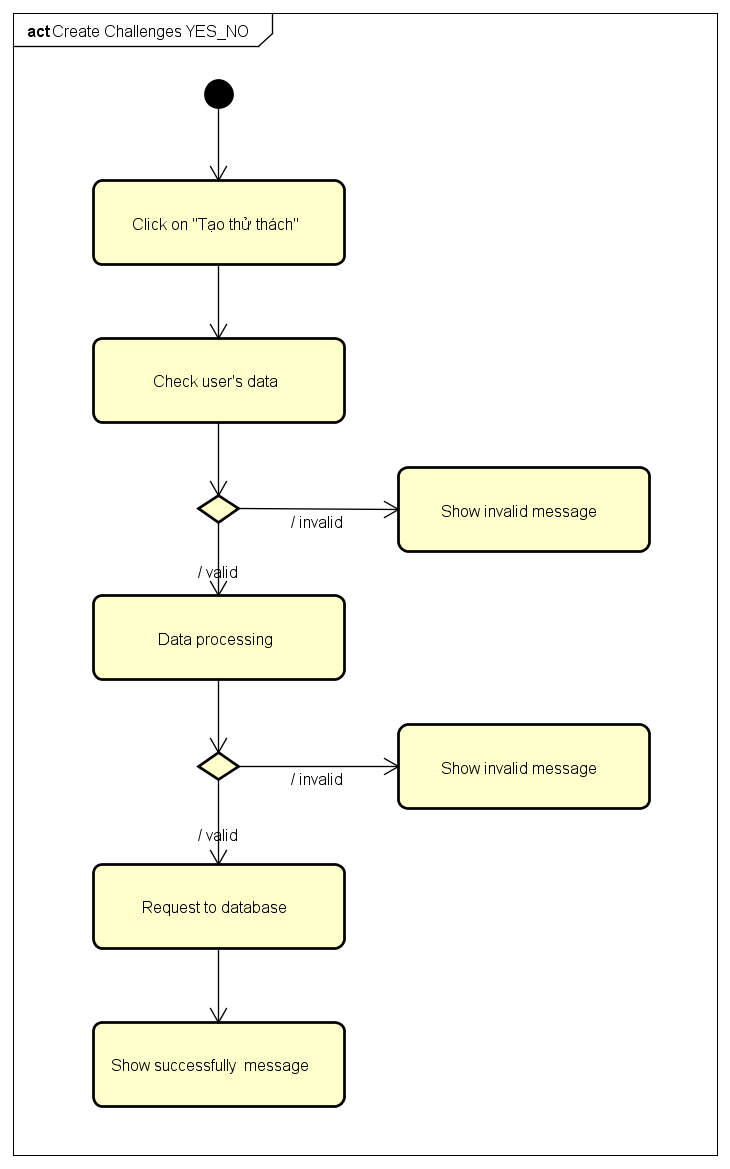 act Create Challenges YES_NO
Click on "Tạo thử thách"
Check user's data
/ invalid
Show invalid message
/ valid
Data processing
/ invalid
Show invalid message
/ valid
Request to database
Show successfully  message